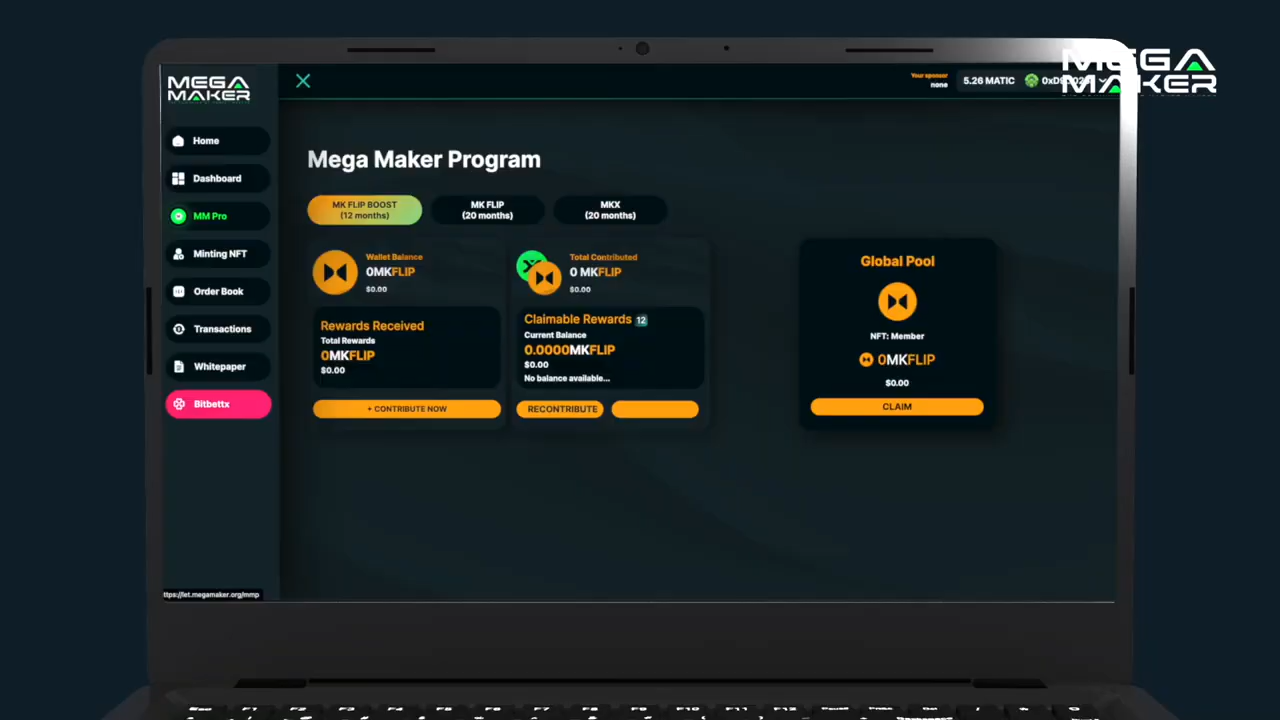 MEGA
MAKER
Your sponsor
none
5.26 MATIC
MEGA
MAKER
Home
Dashboard
MM Pro
Minting NFT
Order Book
Transactions
Whitepaper
Bitbettx
Mega Maker Program
MK FLIP BOOST
(12 months)
MK FLIP
(20 months)
MKX
(20 months)
Wallet Balance
0MKFLIP
$0.00
Rewards Received
Total Rewards
0MKFLIP
$0.00
+ CONTRIBUTE NOW
Total Contributed
0 MKFLIP
$0.00
Claimable Rewards 12
Current Balance
0.0000MKFLIP
$0.00
No balance available...
RECONTRIBUTE
Global Pool
NFT: Member
0MKFLIP
$0.00
CLAIM
ttps://let.megamaker.org/mmp